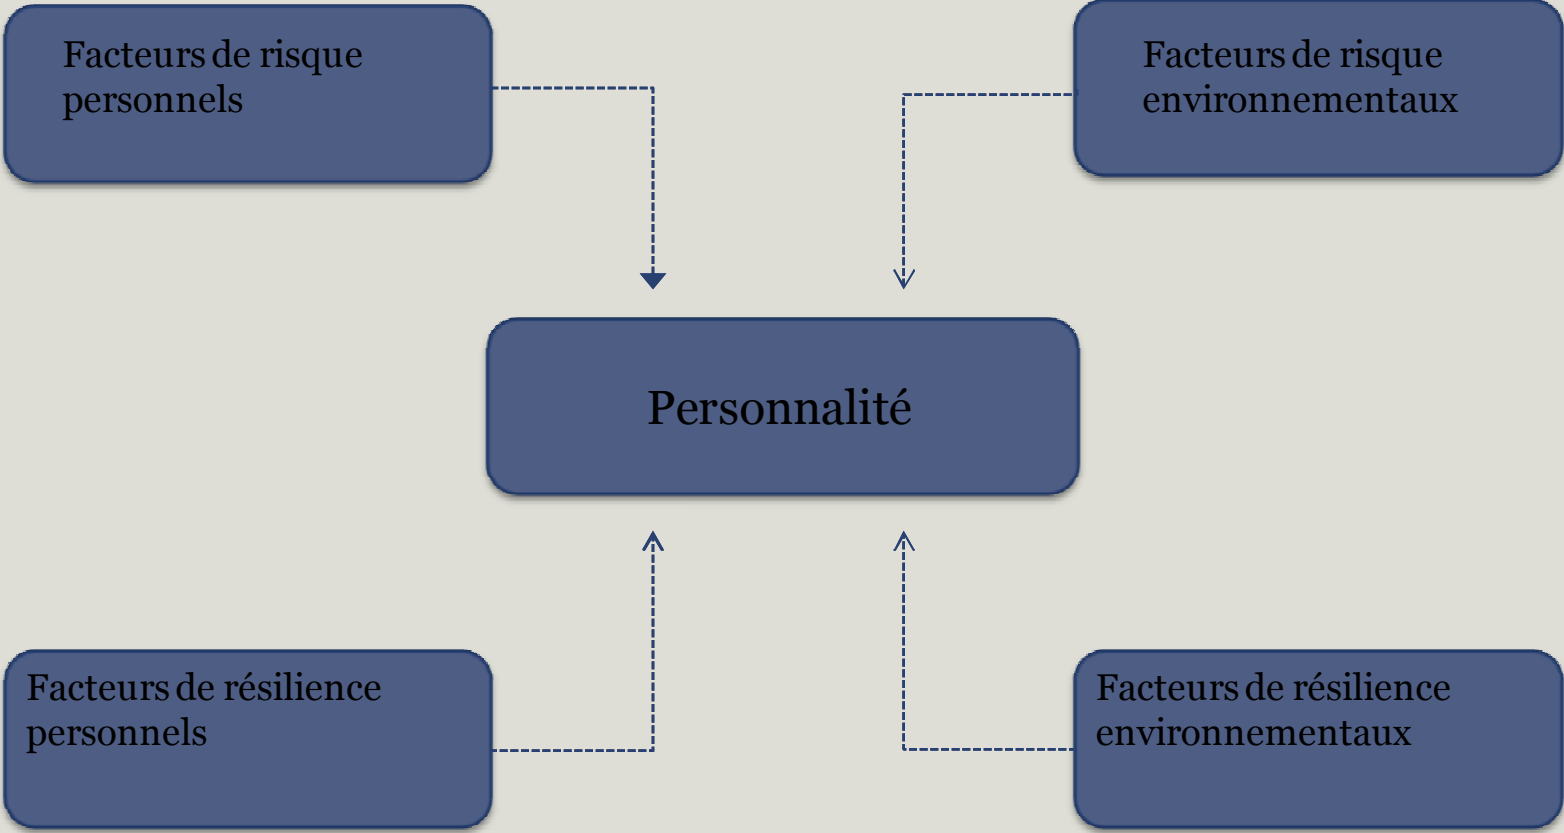 Facteurs de risque
personnels
Facteurs de risque
environnementaux
Personnalité
Facteurs de résilience
personnels
Facteurs de résilience
environnementaux